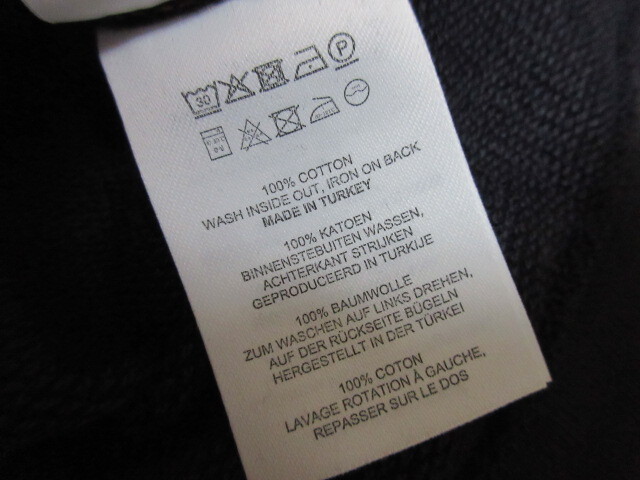 30 P
100% COTTON
WASH INSIDE OUT, IRON ON BACK
MADE IN TURKEY
100% KATOEN
BINNENSTEBUITEN WASSEN,
ACHTERKANT STRIJKEN
GEPRODUCEERD IN TURKIJE
100% BAUMWOLLE
ZUM WASCHEN AUF LINKS DREHEN,
AUF DER RÜCKSEITE BÜGELN
HERGESTELLT IN DER TÜRKEI
100% COTON
LAVAGE ROTATION À GAUCHE,
REPASSER SUR LE DOS